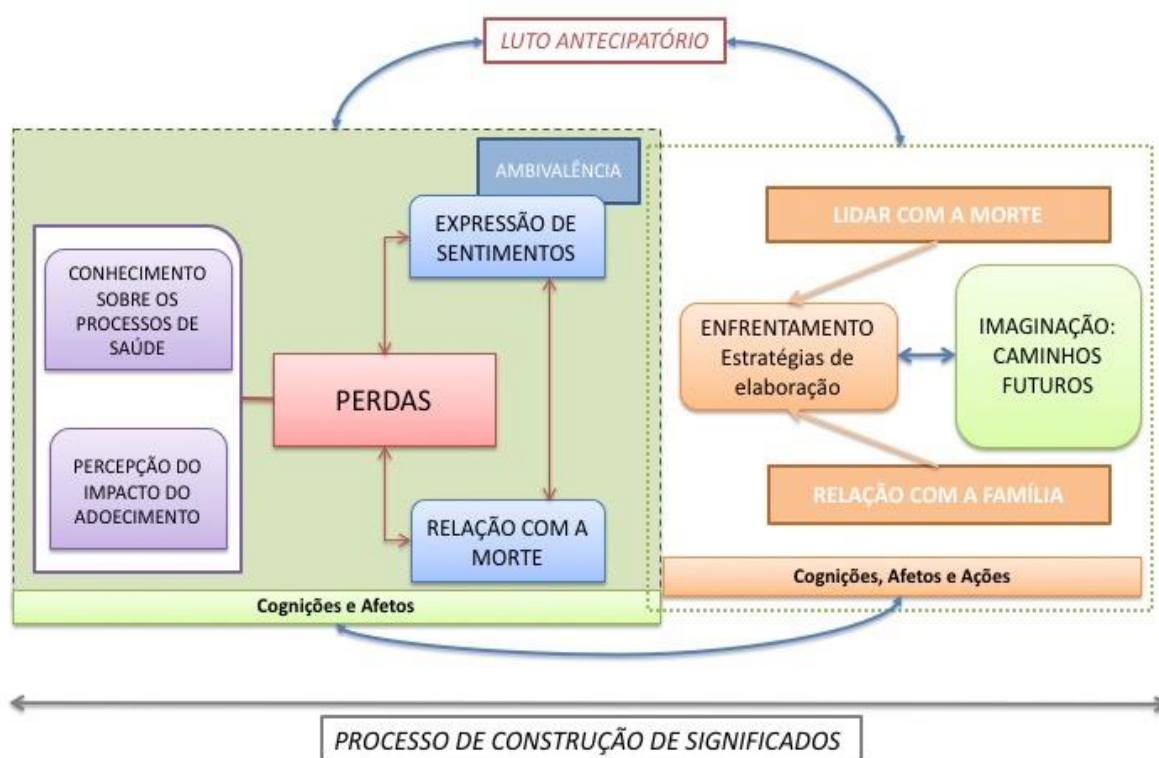 LUTO ANTECIPATÓRIO
AMBIVALÊNCIA
EXPRESSÃO DE
SENTIMENTOS
CONHECIMENTO
SOBRE OS
PROCESSOS DE
SAÚDE
PERCEPÇÃO DO
IMPACTO DO
ADOECIMENTO
PERDAS
RELAÇÃO COM A
MORTE
Cognições e Afetos
LIDAR COM A MORTE
ENFRENTAMENTO
Estratégias de
elaboração
IMAGINAÇÃO:
CAMINHOS
FUTUROS
RELAÇÃO COM A FAMÍLIA
Cognições, Afetos e Ações
PROCESSO DE CONSTRUÇÃO DE SIGNIFICADOS